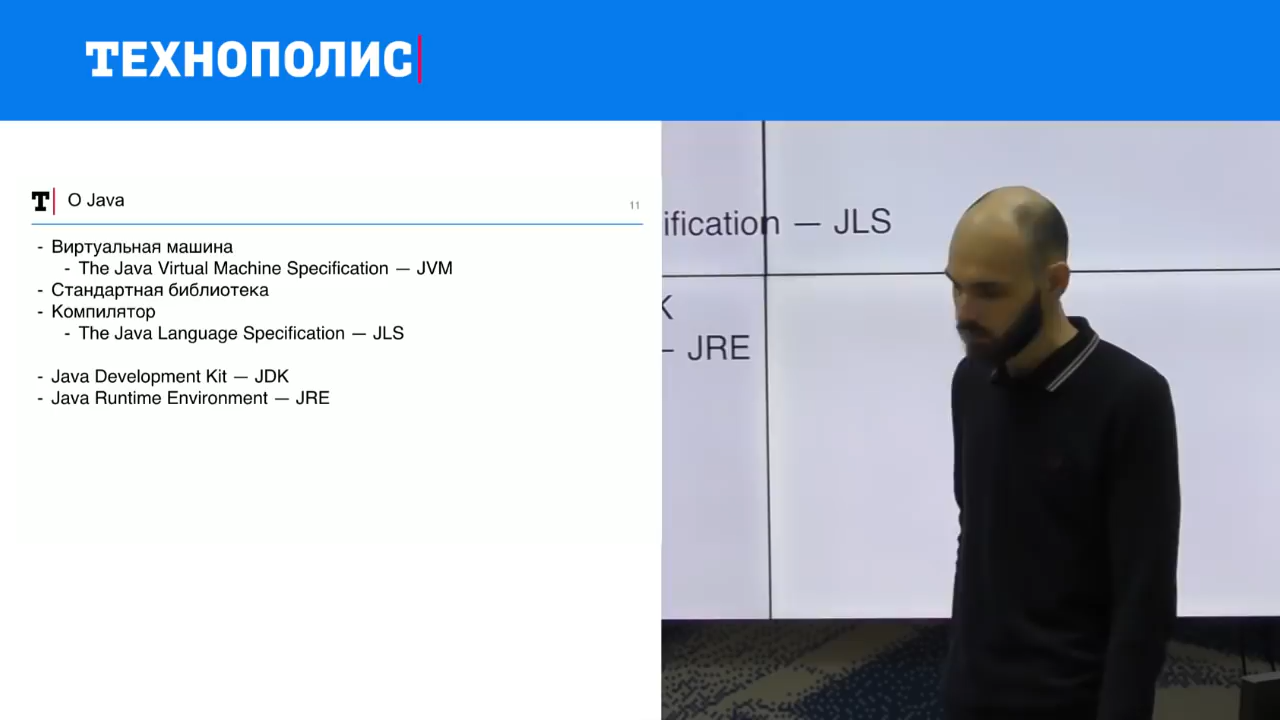 ТЕХНОПОЛИС
Т О Java
11
- Виртуальная машина
- The Java Virtual Machine Specification — JVM
- Стандартная библиотека
- Компилятор
- The Java Language Specification — JLS
- Java Development Kit — JDK
- Java Runtime Environment — JRE
ification — JLS
K
– JRE